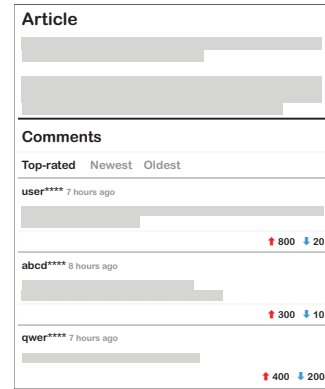 Article
Comments
Top-rated Newest Oldest
user**** 7 hours ago
800 20
abcd**** 8 hours ago
300 10
qwer**** 7 hours ago
400 200